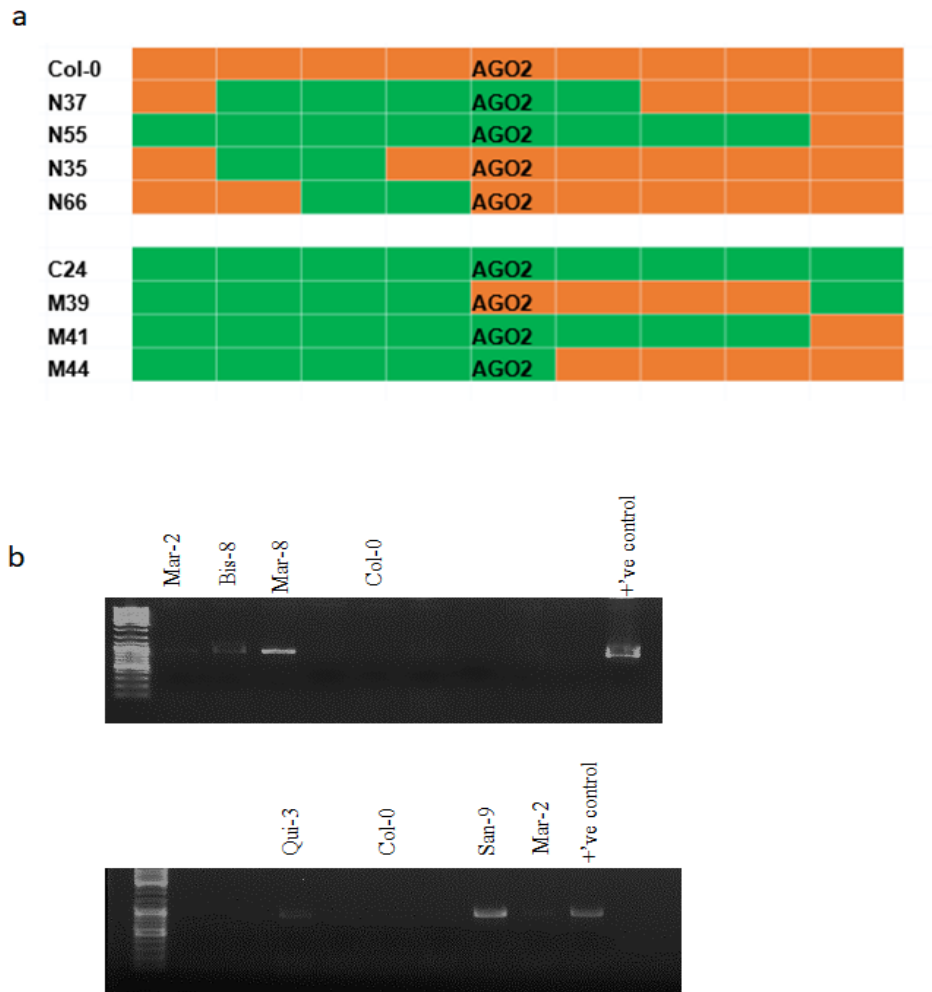 a
Col-0 AGO2
N37 AGO2
N55 AGO2
N35 AGO2
N66 AGO2
C24 AGO2
M39 AGO2
M41 AGO2
M44 AGO2
b
Mar-2 Bis-8 Mar-8 Col-0 +'ve control
Qui-3 Col-0 San-9 Mar-2 +'ve control